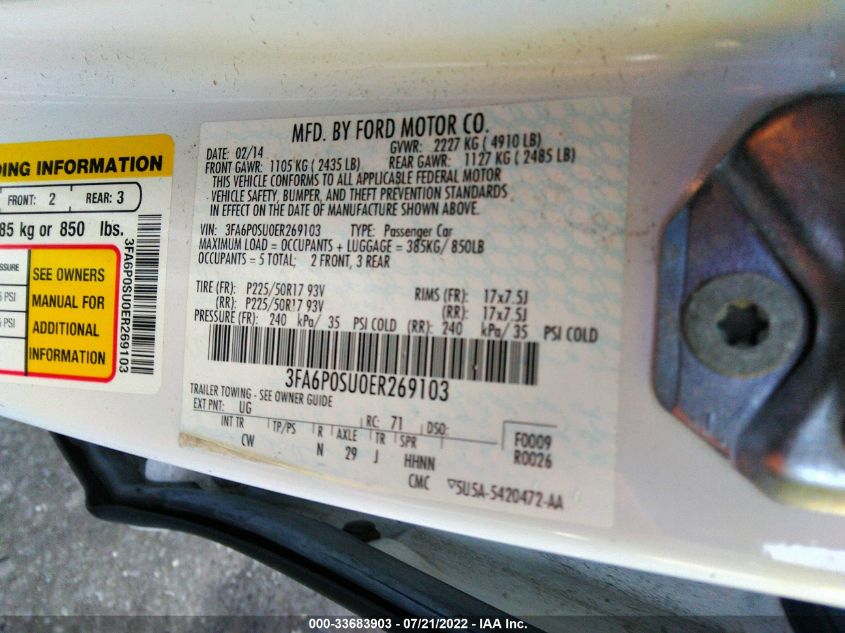 DING INFORMATION
FRONT: 2 REAR: 3
85 kg or 850 lbs.
SSURE
PSI
PSI
SEE OWNERS
MANUAL FOR
ADDITIONAL
INFORMATION
3FA6P0SU0ER269103
MFD. BY FORD MOTOR CO.
DATE: 02/14 GVWR: 2227 KG ( 4910 LB)
FRONT GAWR: 1105 KG ( 2435 LB) REAR GAWR: 1127 KG ( 2485 LB)
THIS VEHICLE CONFORMS TO ALL APPLICABLE FEDERAL MOTOR
VEHICLE SAFETY, BUMPER, AND THEFT PREVENTION STANDARDS
IN EFFECT ON THE DATE OF MANUFACTURE SHOWN ABOVE.
VIN: 3FA6P0SU0ER269103 TYPE: Passenger Car
MAXIMUM LOAD = OCCUPANTS + LUGGAGE = 385KG/ 850LB
OCCUPANTS = 5 TOTAL; 2 FRONT, 3 REAR
TIRE (FR): P225/50R17 93V RIMS (FR): 17x7.5J
(RR): P225/50R17 93V (RR): 17x7.5J
PRESSURE (FR): 240 kPa/ 35 PSI COLD (RR): 240 kPa/ 35 PSI COLD
3FA6P0SU0ER269103
TRAILER TOWING - SEE OWNER GUIDE
EXT PNT: UG RC: 71 DSO:
INT TR TP/PS R AXLE TR SPR F0009
CW N 29 J HHNN R0026
CMC 5U5A-5420472-AA
000-33683903 - 07/21/2022 - IAA Inc.